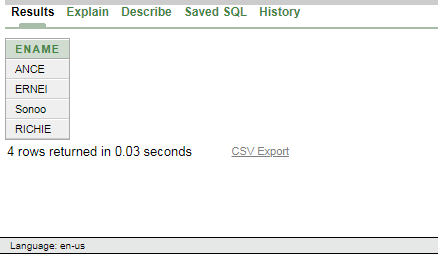 Results Explain Describe Saved SQL History
ENAME
ANCE
ERNEI
Sonoo
RICHIE
4 rows returned in 0.03 seconds CSV Export
Language: en-us